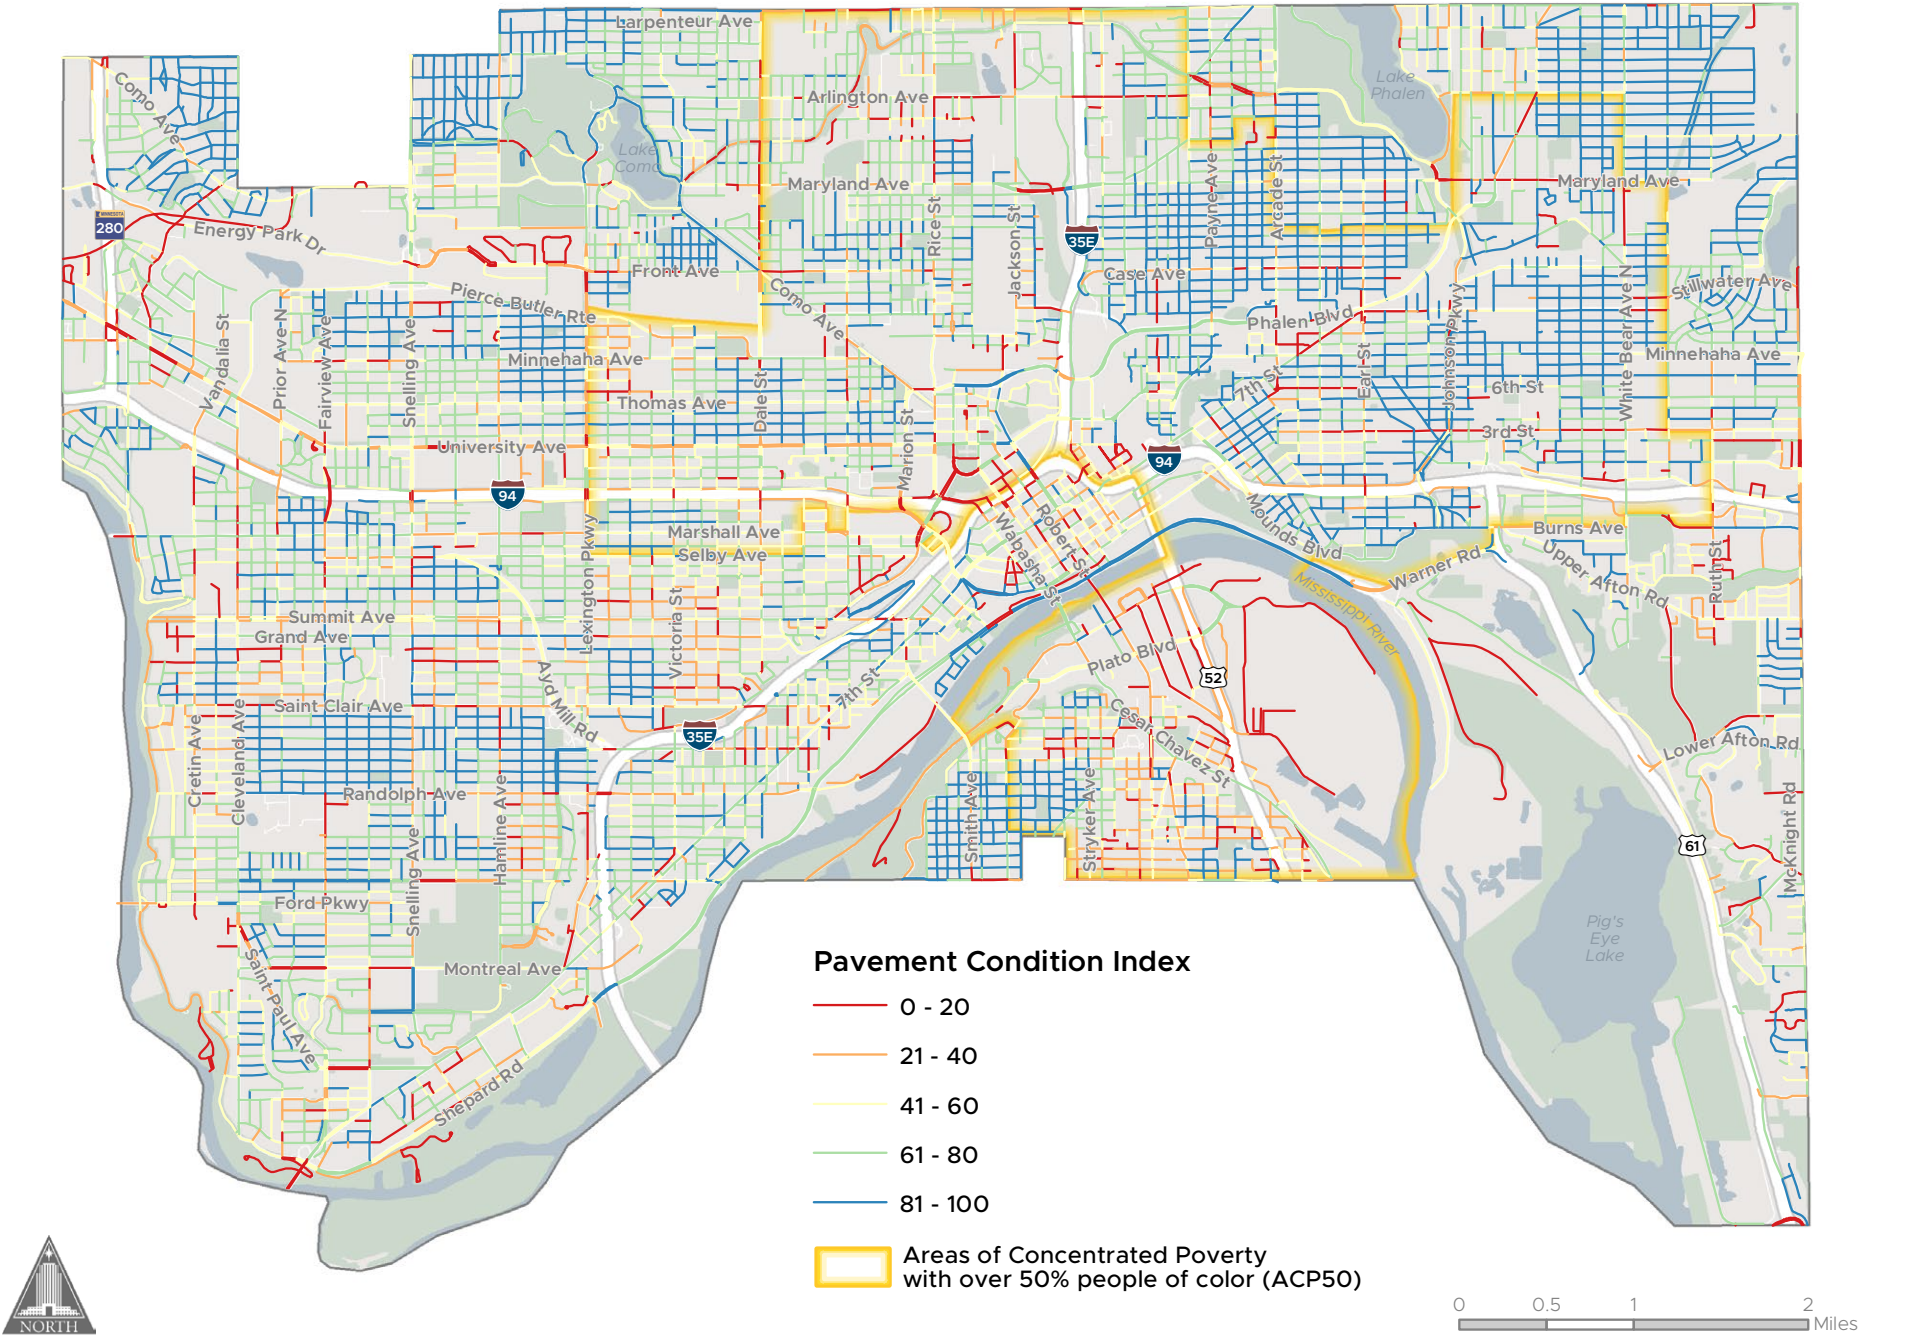 Larpenteur Ave
Como Ave
Lake
Phalen
Arlington Ave
Lake
Como
Maryland Ave
Maryland Ave
Payne Ave
Arcade St
MINNESOTA
280
Energy Park Dr
Rice St
Jackson St
35E
Front Ave
Case Ave
Stillwater Ave
Pierce Butler Rte
Como Ave
Phalen Blvd
Johnson Pkwy
White Bear Ave N
Vandalia St
Prior Ave N
Fairview Ave
Snelling Ave
Minnehaha Ave
Minnehaha Ave
Earl St
7th St
6th St
Thomas Ave
Dale St
Marion St
3rd St
University Ave
94
94
Mounds Blvd
Burns Ave
Marshall Ave
Selby Ave
Lexington Pkwy
Wabasha St
Robert St
Upper Afton Rd
Warner Rd
Ruth St
Mississippi River
Summit Ave
Grand Ave
Victoria St
Plato Blvd
52
Ayd Mill Rd
7th St
Saint Clair Ave
Cretin Ave
Cleveland Ave
35E
Cesar Chavez St
Lower Afton Rd
Randolph Ave
Hamline Ave
Snelling Ave
Smith Ave
Stryker Ave
McKnight Rd
61
Ford Pkwy
Pig's
Eye
Lake
Saint Paul Ave
Montreal Ave
Shepard Rd
Pavement Condition Index
0 - 20
21 - 40
41 - 60
61 - 80
81 - 100
Areas of Concentrated Poverty
with over 50% people of color (ACP50)
NORTH
0 0.5 1 2
Miles